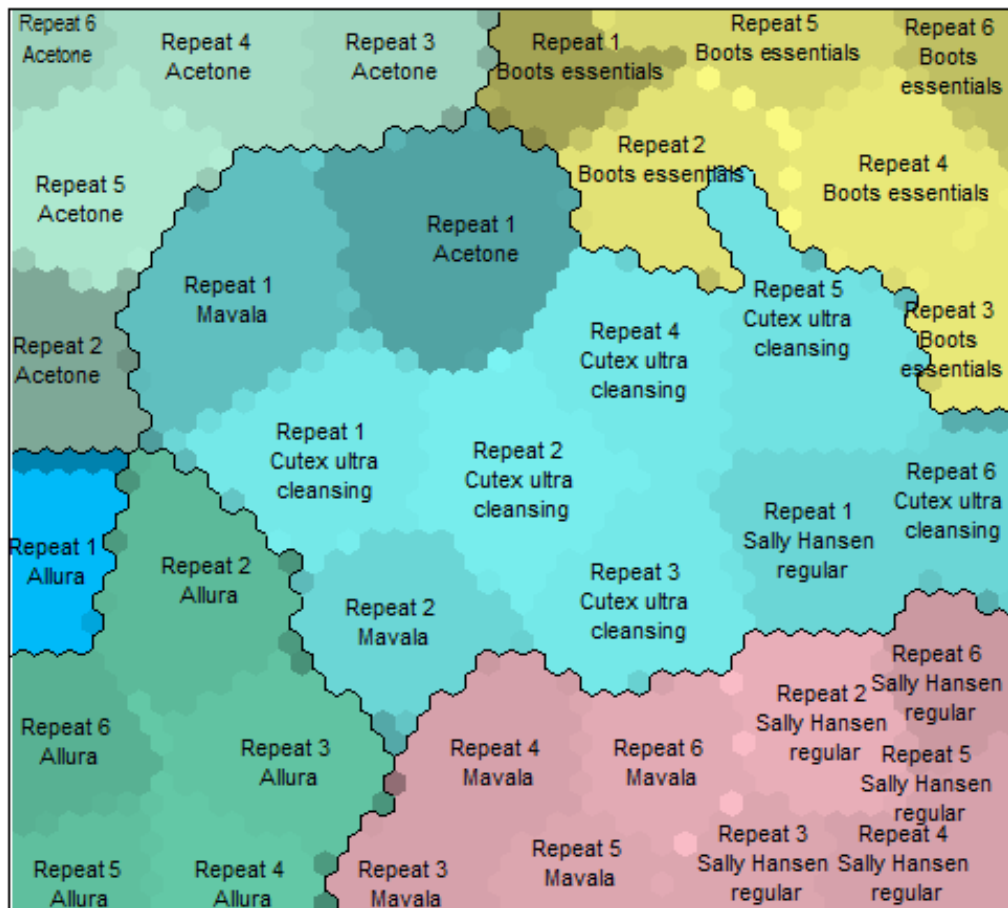 Repeat 6
Acetone
Repeat 4
Acetone
Repeat 3
Acetone
Repeat 1
Boots essentials
Repeat 5
Boots essentials
Repeat 6
Boots
essentials
Repeat 5
Acetone
Repeat 2
Boots essentials
Repeat 4
Boots essentials
Repeat 1
Acetone
Repeat 1
Mavala
Repeat 2
Acetone
Repeat 4
Cutex ultra
cleansing
Repeat 5
Cutex ultra
cleansing
Repeat 3
Boots
essentials
Repeat 1
Cutex ultra
cleansing
Repeat 2
Cutex ultra
cleansing
Repeat 1
Sally Hansen
regular
Repeat 6
Cutex ultra
cleansing
Repeat 1
Allura
Repeat 2
Allura
Repeat 2
Mavala
Repeat 3
Cutex ultra
cleansing
Repeat 6
Allura
Repeat 3
Allura
Repeat 4
Mavala
Repeat 6
Mavala
Repeat 2
Sally Hansen
regular
Repeat 6
Sally Hansen
regular
Repeat 5
Sally Hansen
regular
Repeat 5
Allura
Repeat 4
Allura
Repeat 3
Mavala
Repeat 5
Mavala
Repeat 3
Sally Hansen
regular
Repeat 4
Sally Hansen
regular